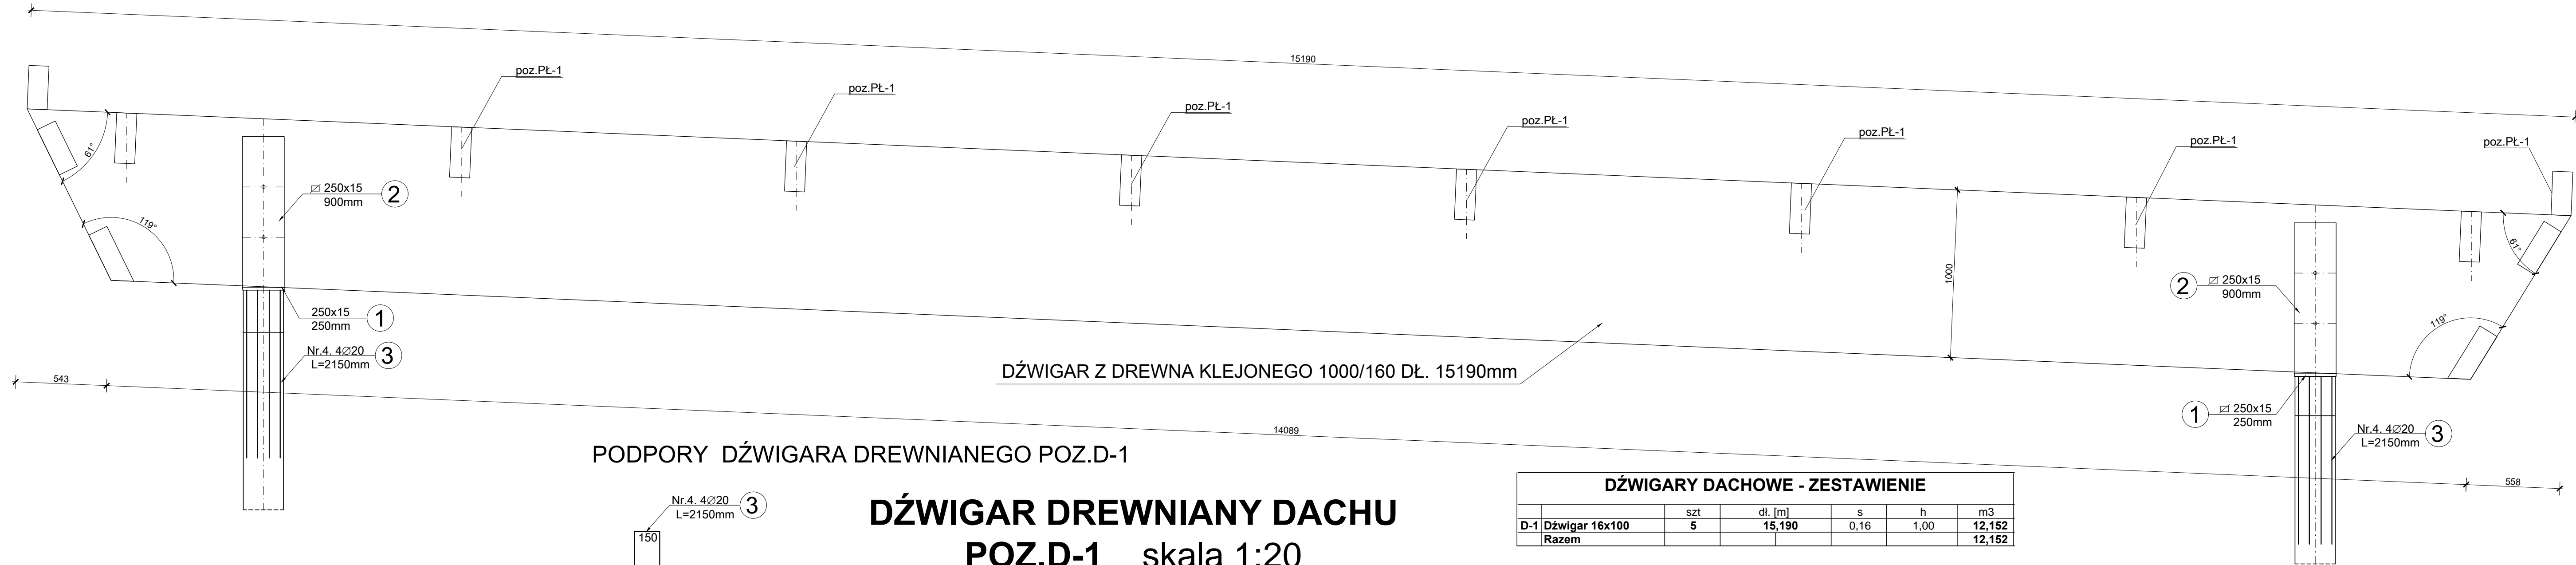 15190
poz.PŁ-1
poz.PŁ-1
poz.PŁ-1
poz.PŁ-1
poz.PŁ-1
poz.PŁ-1
poz.PŁ-1
61°
119°
250x15
900mm
2
250x15
250mm
1
Nr.4. 4∅20
L=2150mm
3
543
1000
61°
119°
2
250x15
900mm
1
250x15
250mm
Nr.4. 4∅20
L=2150mm
3
DŹWIGAR Z DREWNA KLEJONEGO 1000/160 DŁ. 15190mm
14089
558
PODPORY DŹWIGARA DREWNIANEGO POZ.D-1
Nr.4. 4∅20
L=2150mm
3
150
DŹWIGAR DREWNIANY DACHU
POZ.D-1 skala 1:20
DŹWIGARY DACHOWE - ZESTAWIENIE
szt dł. [m] s h m3
D-1 Dźwigar 16x100 5 15,190 0,16 1,00 12,152
Razem 12,152